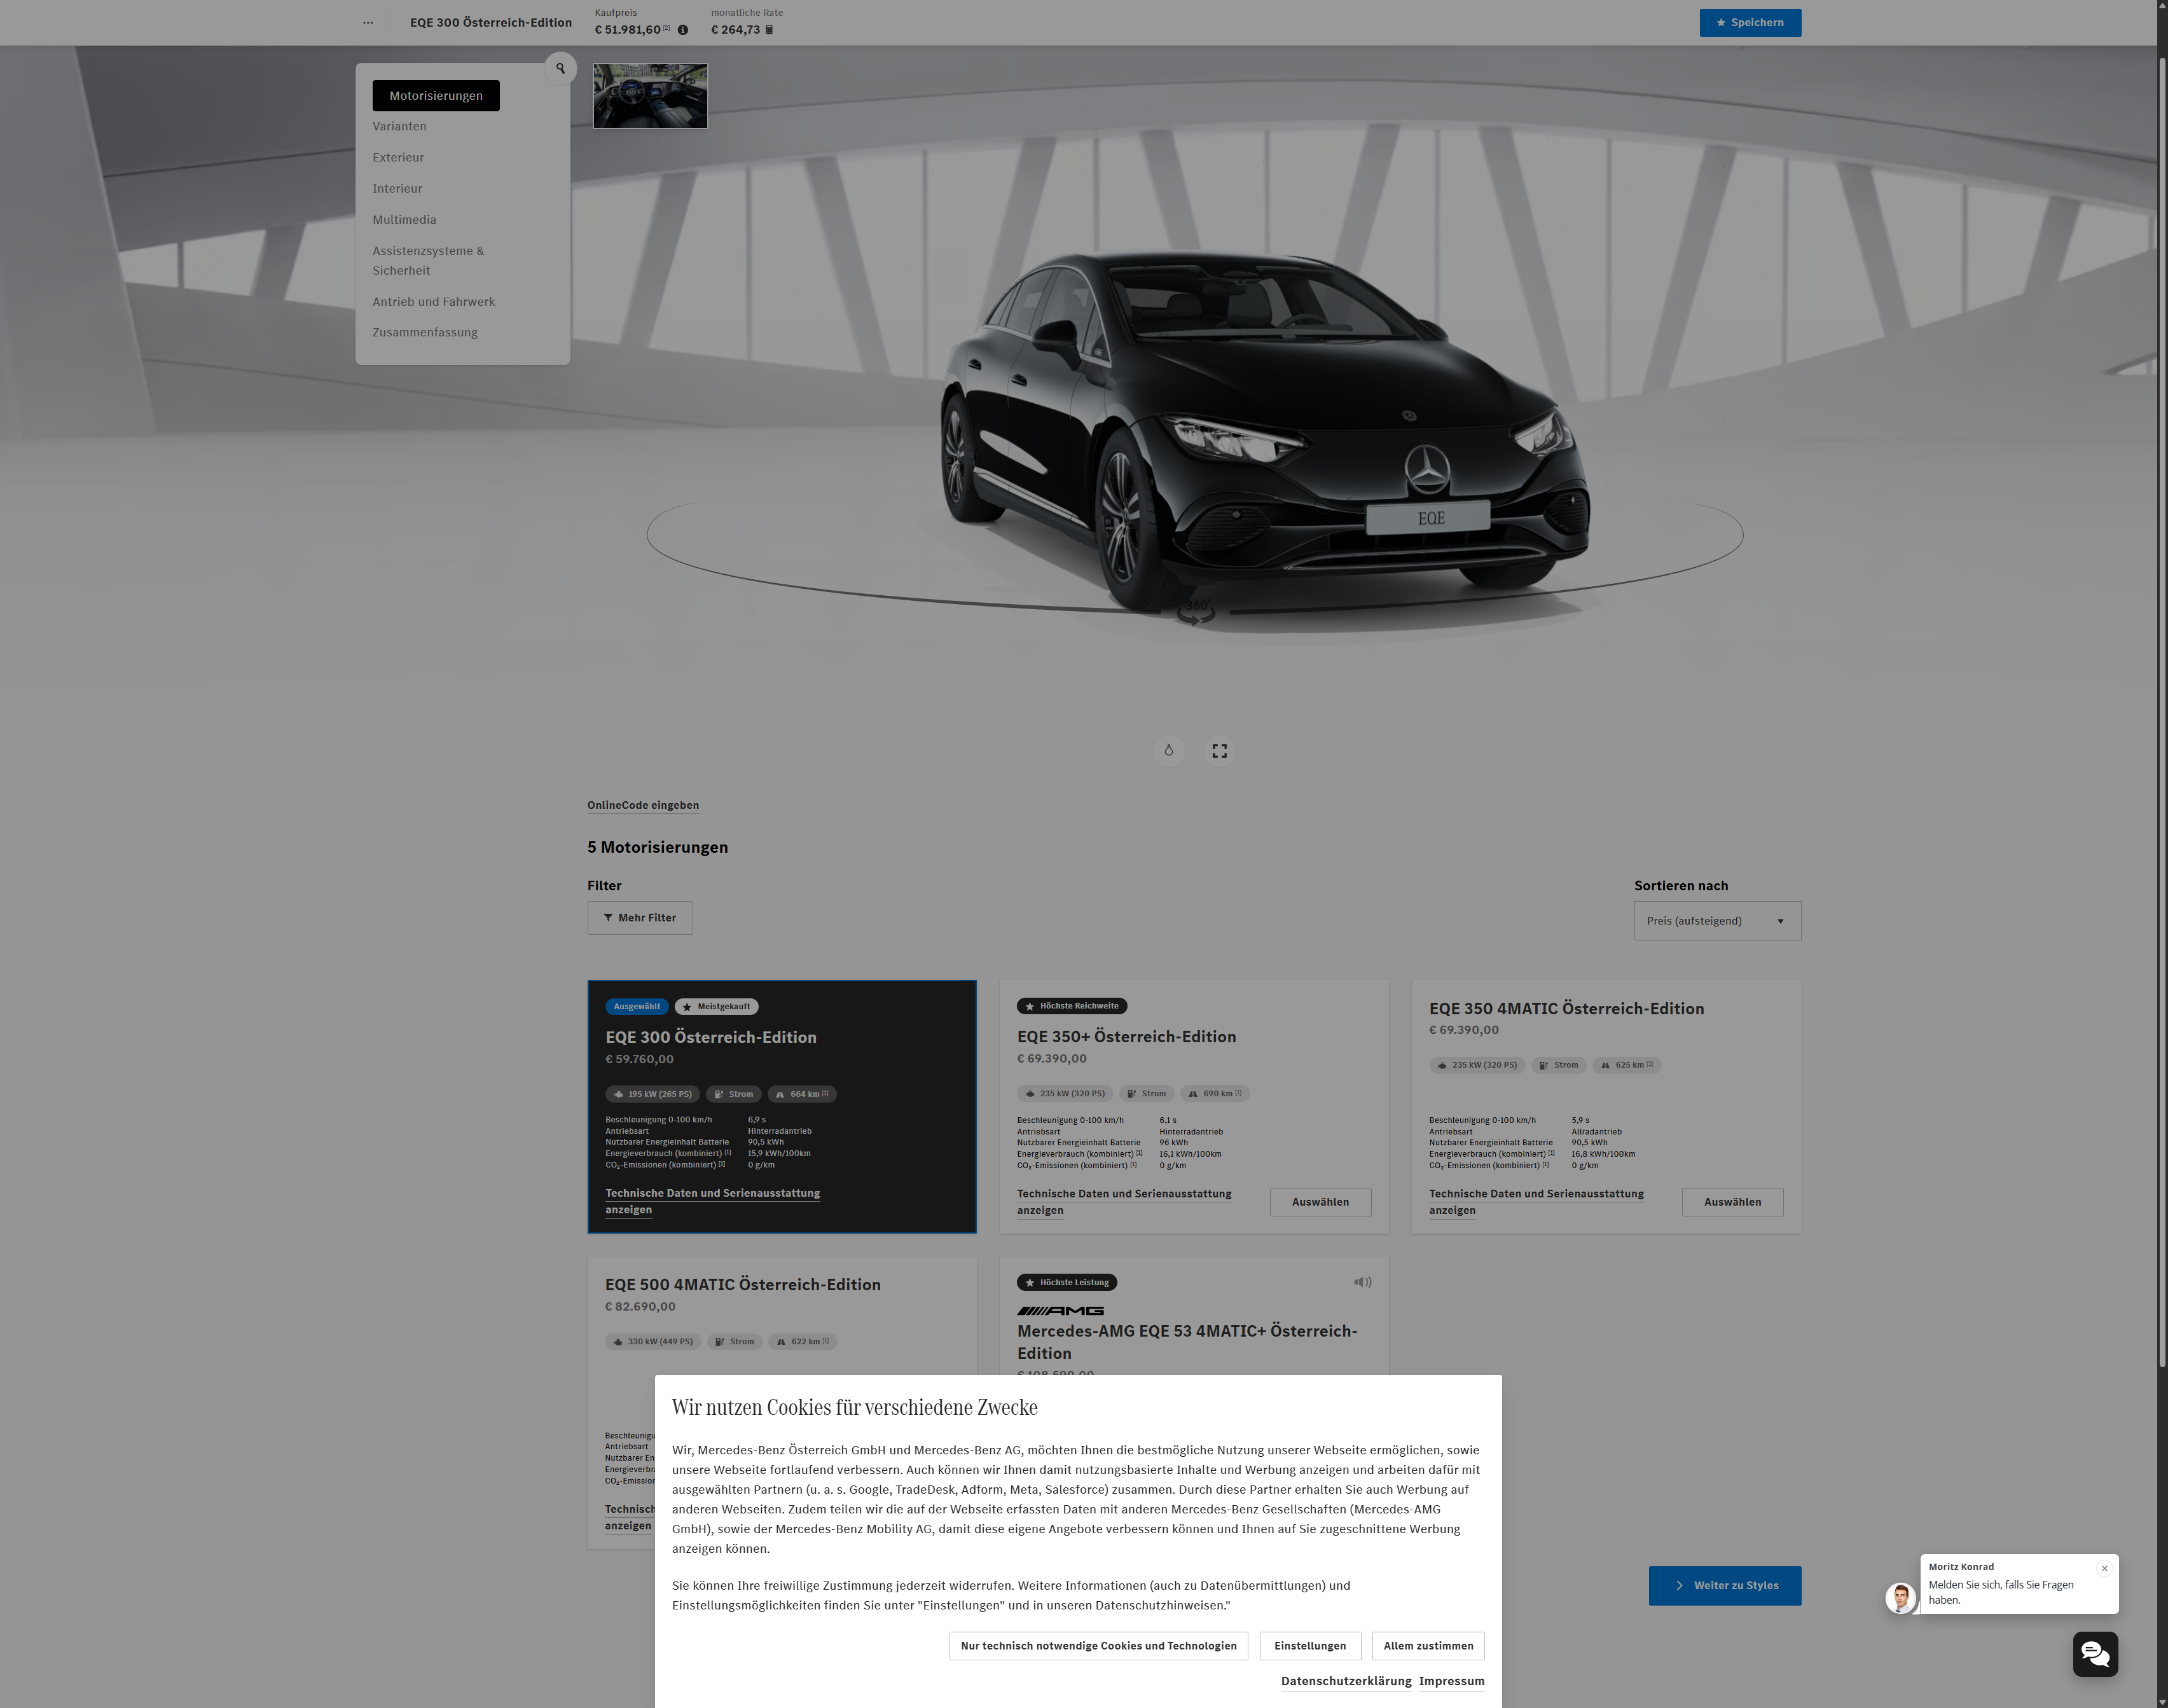 EQE 300 Österreich-Edition
Kaufpreis
€ 51.981,60 [2]
monatliche Rate
€ 264,73
Speichern
Motorisierungen
Varianten
Exterieur
Interieur
Multimedia
Assistenzsysteme &
Sicherheit
Antrieb und Fahrwerk
Zusammenfassung
EQE
360°
OnlineCode eingeben
5 Motorisierungen
Filter
Mehr Filter
Sortieren nach
Preis (aufsteigend)
Ausgewählt
Meistgekauft
EQE 300 Österreich-Edition
€ 59.760,00
195 kW (265 PS)
Strom
664 km [1]
Beschleunigung 0-100 km/h 6,9 s
Antriebsart Hinterradantrieb
Nutzbarer Energieinhalt Batterie 90,5 kWh
Energieverbrauch (kombiniert) [1] 15,9 kWh/100km
CO₂-Emissionen (kombiniert) [1] 0 g/km
Technische Daten und Serienausstattung
anzeigen
Höchste Reichweite
EQE 350+ Österreich-Edition
€ 69.390,00
235 kW (320 PS)
Strom
690 km [1]
Beschleunigung 0-100 km/h 6,1 s
Antriebsart Hinterradantrieb
Nutzbarer Energieinhalt Batterie 96 kWh
Energieverbrauch (kombiniert) [1] 16,1 kWh/100km
CO₂-Emissionen (kombiniert) [1] 0 g/km
Technische Daten und Serienausstattung
anzeigen
Auswählen
EQE 350 4MATIC Österreich-Edition
€ 69.390,00
235 kW (320 PS)
Strom
625 km [1]
Beschleunigung 0-100 km/h 5,9 s
Antriebsart Allradantrieb
Nutzbarer Energieinhalt Batterie 90,5 kWh
Energieverbrauch (kombiniert) [1] 16,8 kWh/100km
CO₂-Emissionen (kombiniert) [1] 0 g/km
Technische Daten und Serienausstattung
anzeigen
Auswählen
EQE 500 4MATIC Österreich-Edition
€ 82.690,00
330 kW (449 PS)
Strom
622 km [1]
Beschleunigu
Antriebsart
Nutzbarer En
Energieverbr
CO₂-Emission
Technisch
anzeigen
Höchste Leistung
AMG
Mercedes-AMG EQE 53 4MATIC+ Österreich-
Edition
Wir nutzen Cookies für verschiedene Zwecke
Wir, Mercedes-Benz Österreich GmbH und Mercedes-Benz AG, möchten Ihnen die bestmögliche Nutzung unserer Webseite ermöglichen, sowie
unsere Webseite fortlaufend verbessern. Auch können wir Ihnen damit nutzungsbasierte Inhalte und Werbung anzeigen und arbeiten dafür mit
ausgewählten Partnern (u. a. s. Google, TradeDesk, Adform, Meta, Salesforce) zusammen. Durch diese Partner erhalten Sie auch Werbung auf
anderen Webseiten. Zudem teilen wir die auf der Webseite erfassten Daten mit anderen Mercedes-Benz Gesellschaften (Mercedes-AMG
GmbH), sowie der Mercedes-Benz Mobility AG, damit diese eigene Angebote verbessern können und Ihnen auf Sie zugeschnittene Werbung
anzeigen können.
Sie können Ihre freiwillige Zustimmung jederzeit widerrufen. Weitere Informationen (auch zu Datenübermittlungen) und
Einstellungsmöglichkeiten finden Sie unter "Einstellungen" und in unseren Datenschutzhinweisen."
Nur technisch notwendige Cookies und Technologien
Einstellungen
Allem zustimmen
Datenschutzerklärung
Impressum
Weiter zu Styles
Moritz Konrad
Melden Sie sich, falls Sie Fragen
haben.